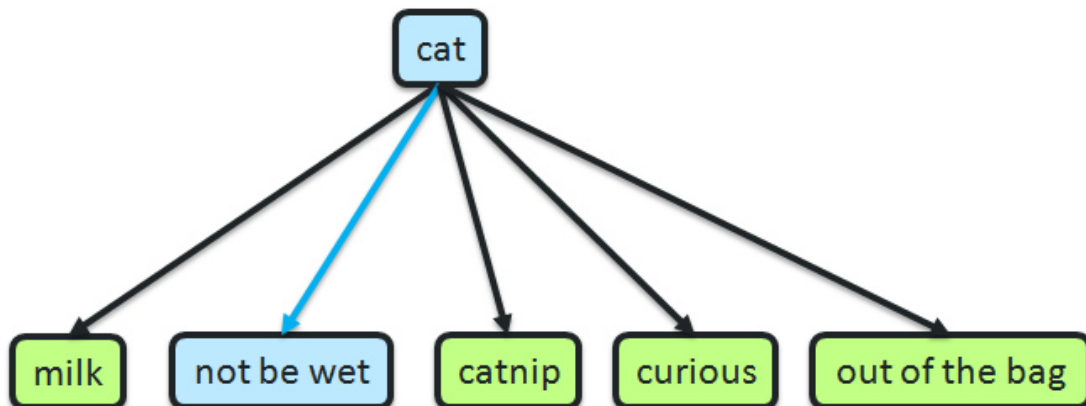 cat
milk
not be wet
catnip
curious
out of the bag